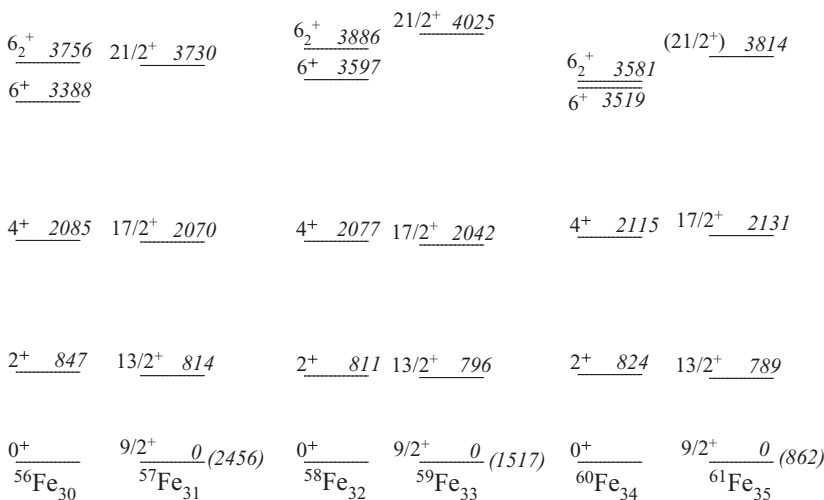 6₂⁺ 3756 21/2⁺ 3730 6₂⁺ 3886 21/2⁺ 4025 (21/2⁺) 3814
6⁺ 3388 6⁺ 3597 6₂⁺ 3581
6⁺ 3519
4⁺ 2085 17/2⁺ 2070 4⁺ 2077 17/2⁺ 2042 4⁺ 2115 17/2⁺ 2131
2⁺ 847 13/2⁺ 814 2⁺ 811 13/2⁺ 796 2⁺ 824 13/2⁺ 789
0⁺ 9/2⁺ 0 (2456) 0⁺ 9/2⁺ 0 (1517) 0⁺ 9/2⁺ 0 (862)
⁵⁶Fe₃₀ ⁵⁷Fe₃₁ ⁵⁸Fe₃₂ ⁵⁹Fe₃₃ ⁶⁰Fe₃₄ ⁶¹Fe₃₅